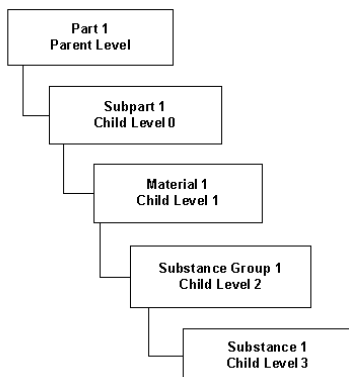 Part 1
Parent Level
Subpart 1
Child Level 0
Material 1
Child Level 1
Substance Group 1
Child Level 2
Substance 1
Child Level 3